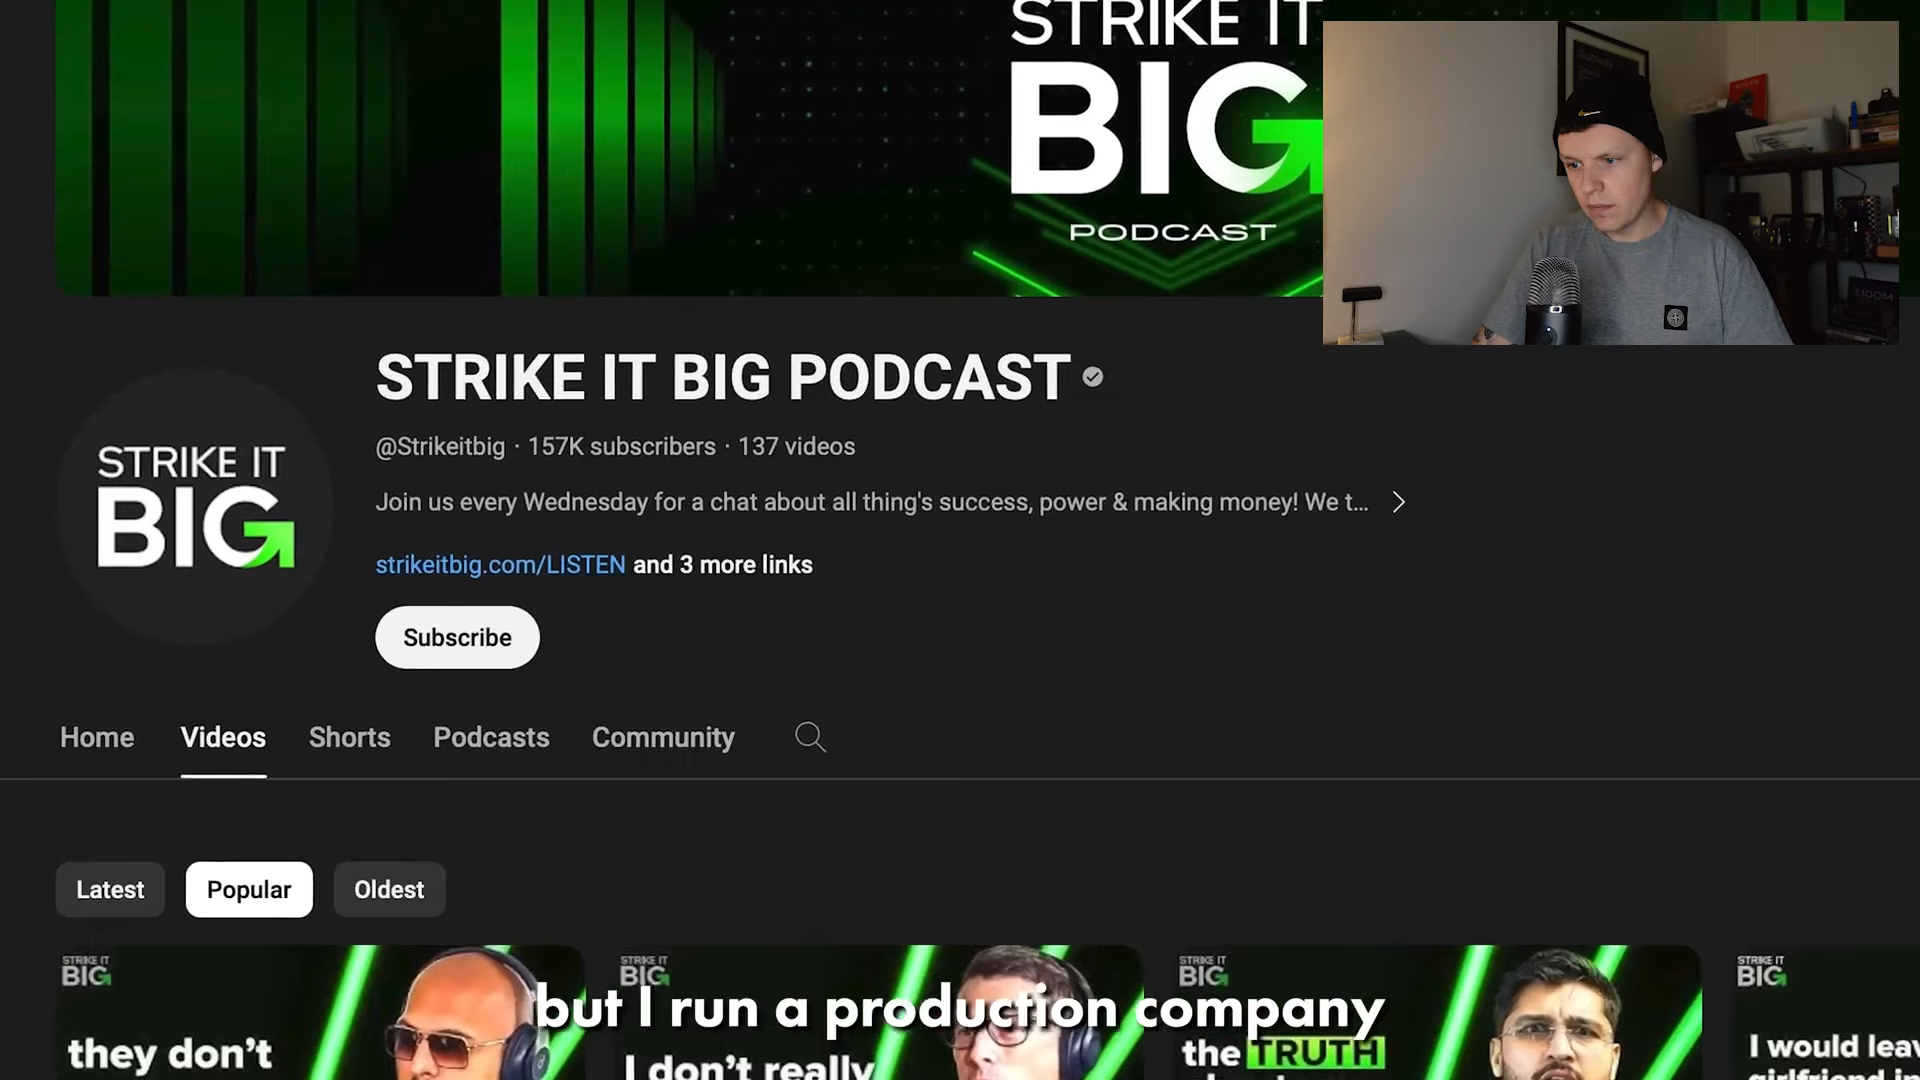 STRIKE IT
BIG
PODCAST
STRIKE IT BIG PODCAST
@Strikeitbig · 157K subscribers · 137 videos
Join us every Wednesday for a chat about all thing's success, power & making money! We t...
strikeitbig.com/LISTEN and 3 more links
STRIKE IT
BIG
Subscribe
Home Videos Shorts Podcasts Community
Latest Popular Oldest
STRIKE IT
BIG
they don't
STRIKE IT
BIG
I don't really
STRIKE IT
BIG
the TRUTH
STRIKE IT
BIG
I would
girlfriend
but I run a production company